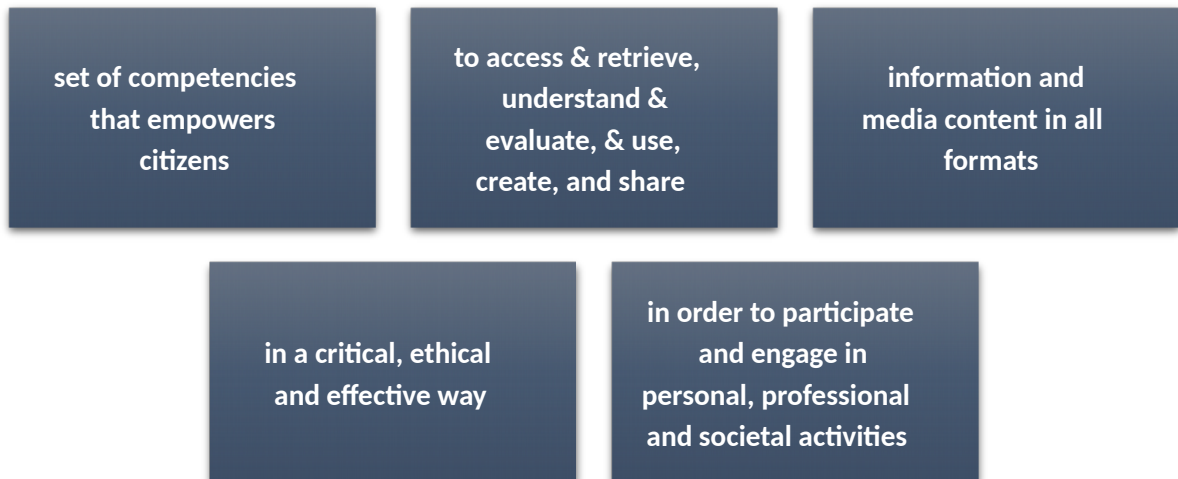 set of competencies
that empowers
citizens
to access & retrieve,
understand &
evaluate, & use,
create, and share
information and
media content in all
formats
in a critical, ethical
and effective way
in order to participate
and engage in
personal, professional
and societal activities